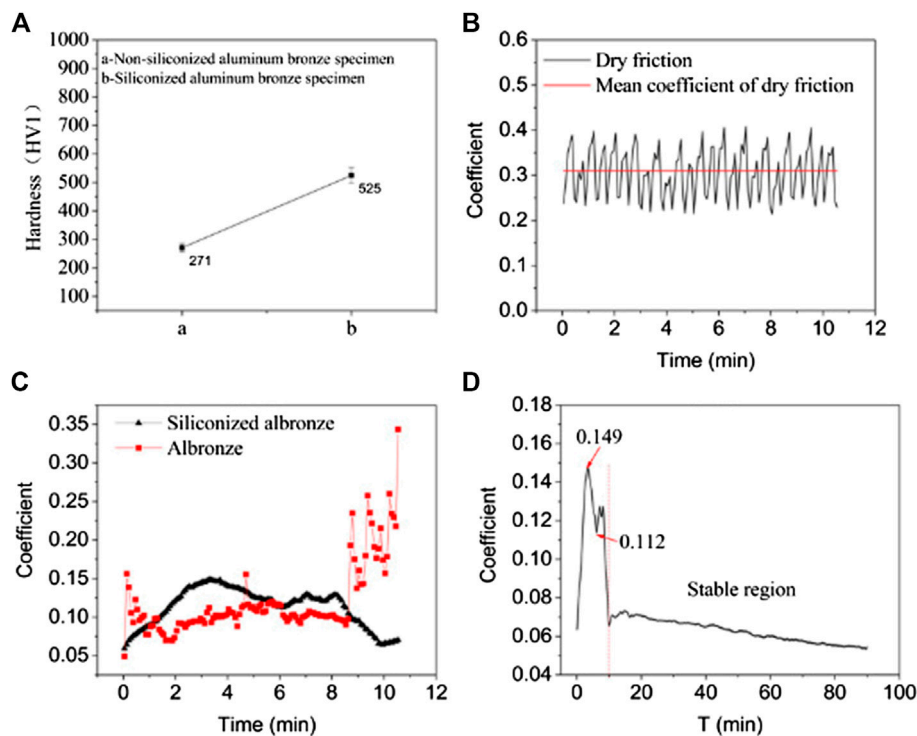 A
1000
900
800
700
600
500
400
300
200
100
Hardness（HV1）
a-Non-siliconized aluminum bronze specimen
b-Siliconized aluminum bronze specimen
525
271
a
b
B
0.6
0.5
0.4
0.3
0.2
0.1
0.0
Coefficient
Dry friction
Mean coefficient of dry friction
0 2 4 6 8 10 12
Time (min)
C
0.35
0.30
0.25
0.20
0.15
0.10
0.05
Coefficient
Siliconized albronze
Albronze
0 2 4 6 8 10 12
Time (min)
D
0.18
0.16
0.14
0.12
0.10
0.08
0.06
0.04
Coefficient
0.149
0.112
Stable region
0 20 40 60 80 100
T (min)